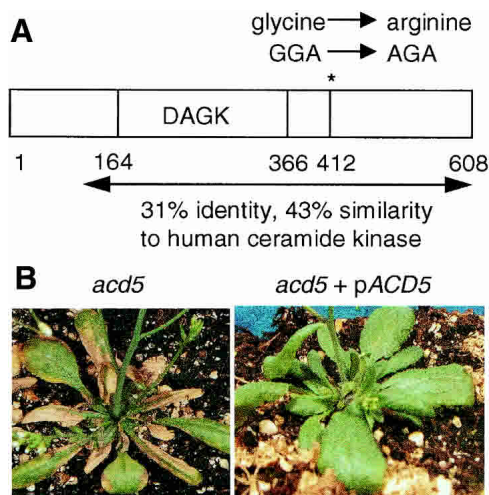 A
glycine → arginine
GGA → AGA
*
DAGK
1 164 366 412 608
31% identity, 43% similarity
to human ceramide kinase
B
acd5 acd5 + pACD5